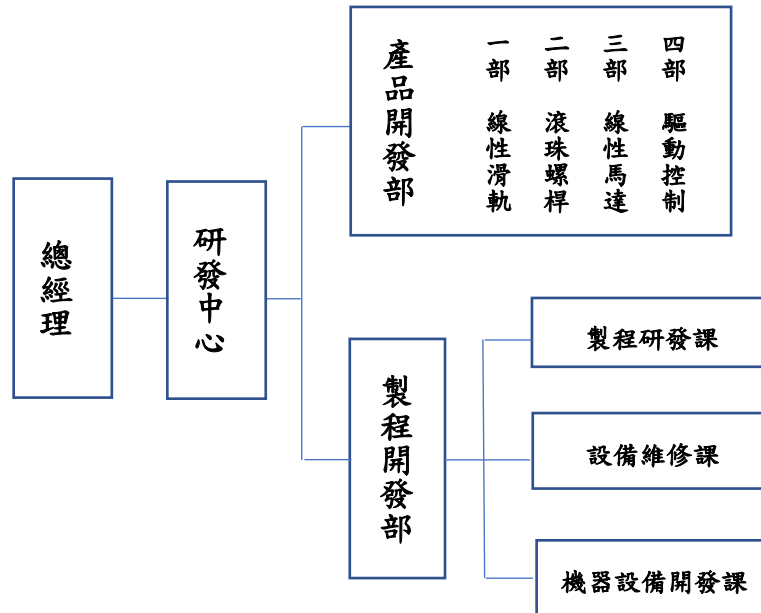 總經理
研發中心
產品開發部
一部 線性滑軌
二部 滾珠螺桿
三部 線性馬達
四部 驅動控制
製程開發部
製程研發課
設備維修課
機器設備開發課